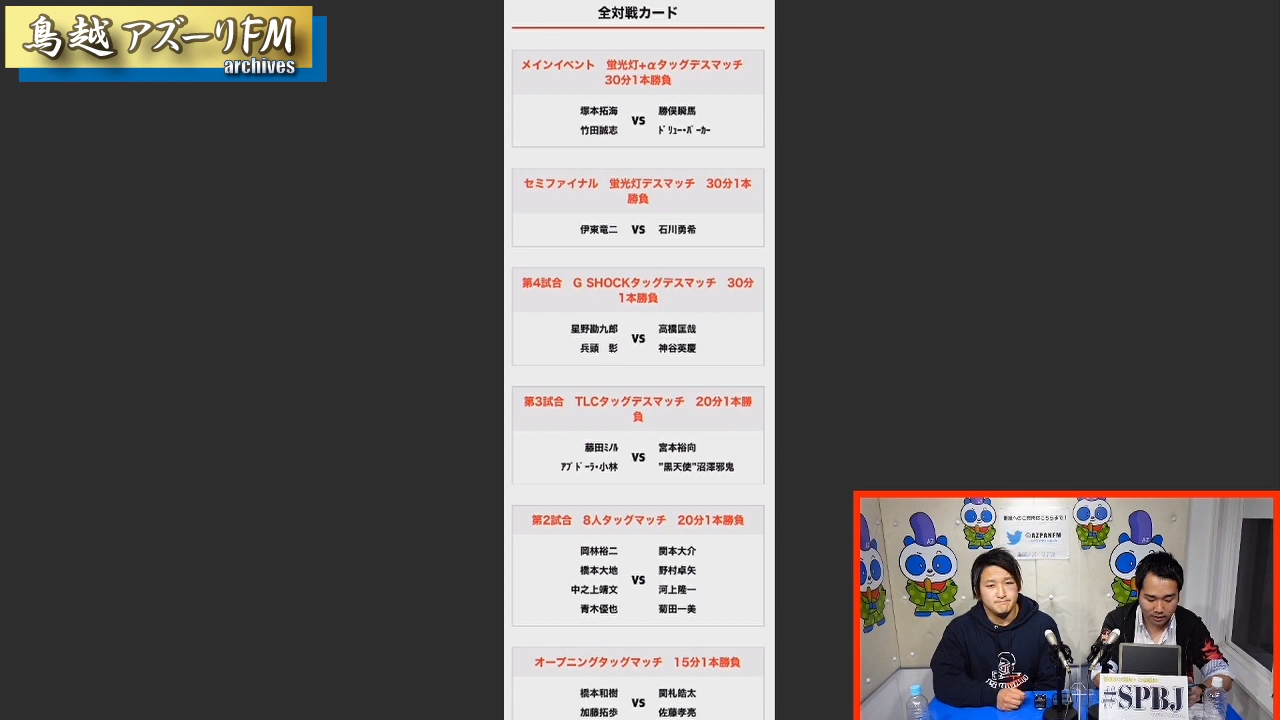 鳥越アズーリFM
archives
全対戦カード
メインイベント　蛍光灯+αタッグデスマッチ
30分1本勝負
塚本拓海
竹田誠志
VS
勝俣瞬馬
ﾄﾞﾘｭｰ・ﾊﾟｰｶｰ
セミファイナル　蛍光灯デスマッチ　30分1本
勝負
伊東竜二
VS
石川勇希
第4試合　G SHOCKタッグデスマッチ　30分
1本勝負
星野勘九郎
兵頭　彰
VS
高橋匡哉
神谷英慶
第3試合　TLCタッグデスマッチ　20分1本勝
負
藤田ﾐﾉﾙ
ｱﾌﾞﾄﾞｰﾗ・小林
VS
宮本裕向
"黒天使"沼澤邪鬼
第2試合　8人タッグマッチ　20分1本勝負
岡林裕二
橋本大地
中之上靖文
青木優也
VS
関本大介
野村卓矢
河上隆一
菊田一美
オープニングタッグマッチ　15分1本勝負
橋本和樹
加藤拓歩
VS
関札皓太
佐藤孝亮
@AZPANFM
#SPBJ